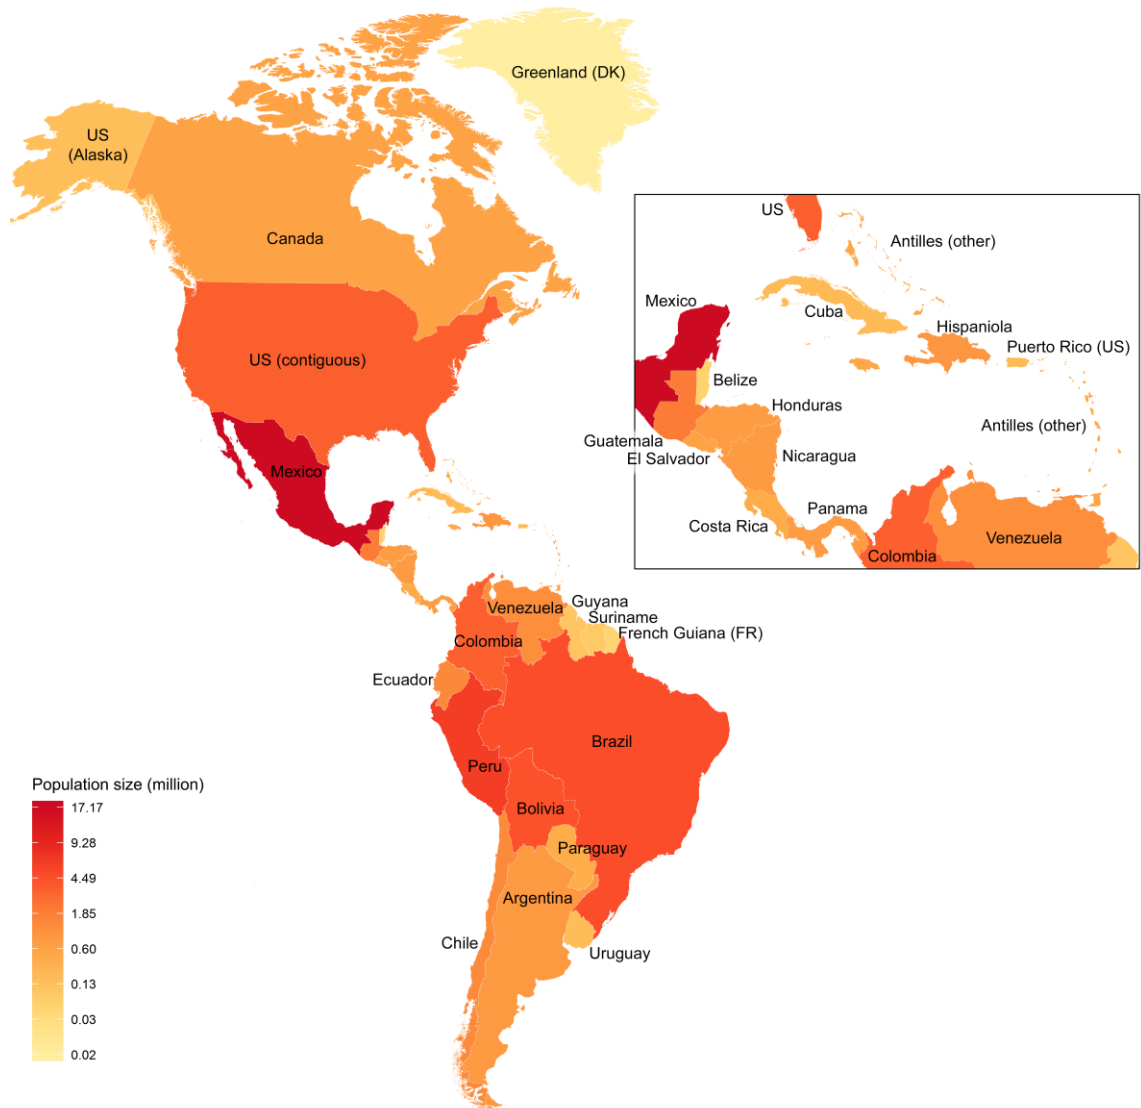 Greenland (DK)
US
(Alaska)
Canada
US (contiguous)
Mexico
US
Antilles (other)
Mexico
Cuba
Hispaniola
Puerto Rico (US)
Belize
Honduras
Antilles (other)
Guatemala
El Salvador
Nicaragua
Panama
Costa Rica
Venezuela
Colombia
Venezuela
Guyana
Suriname
French Guiana (FR)
Colombia
Ecuador
Brazil
Peru
Bolivia
Paraguay
Argentina
Chile
Uruguay
Population size (million)
17.17
9.28
4.49
1.85
0.60
0.13
0.03
0.02